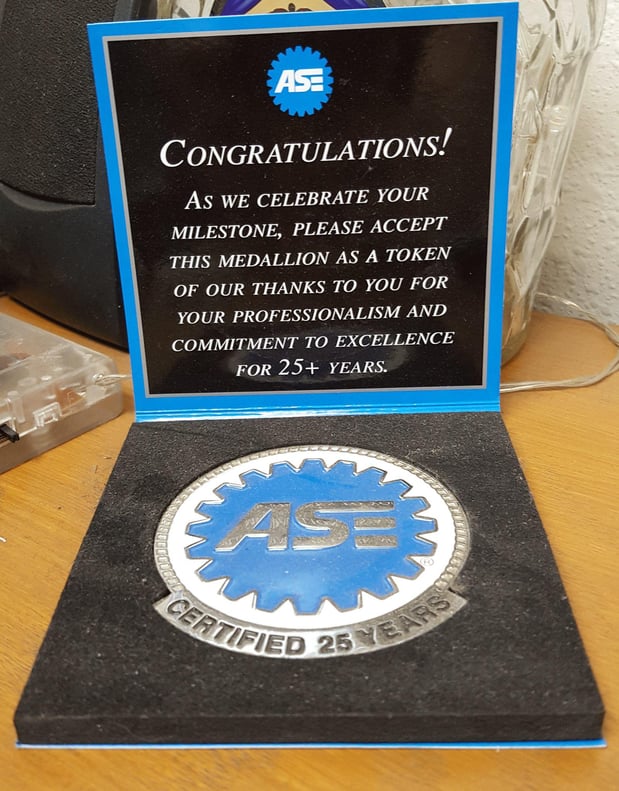 ASE
CONGRATULATIONS!
AS WE CELEBRATE YOUR
MILESTONE, PLEASE ACCEPT
THIS MEDALLION AS A TOKEN
OF OUR THANKS TO YOU FOR
YOUR PROFESSIONALISM AND
COMMITMENT TO EXCELLENCE
FOR 25+ YEARS.
ASE
CERTIFIED 25 YEARS